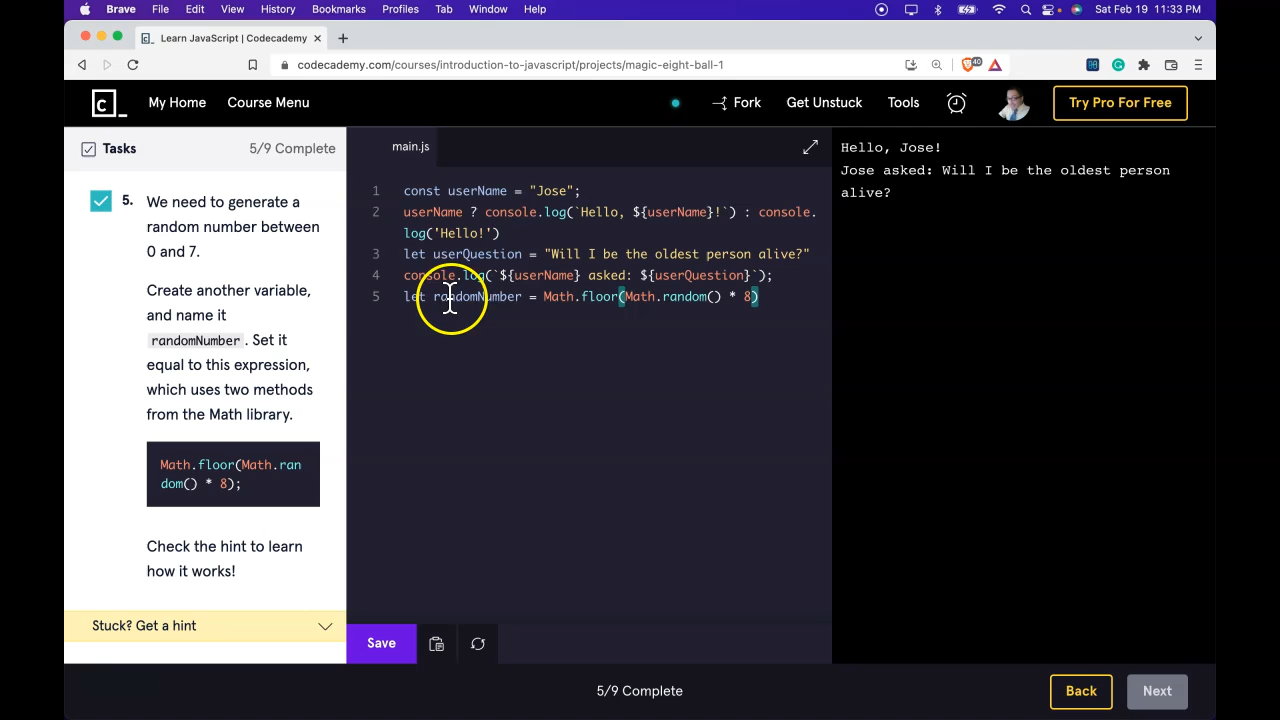 Brave File Edit View History Bookmarks Profiles Tab Window Help Sat Feb 19 11:33 PM
Learn JavaScript | Codecademy
codecademy.com/courses/introduction-to-javascript/projects/magic-eight-ball-1 40
c_ My Home Course Menu Fork Get Unstuck Tools Try Pro For Free
Tasks 5/9 Complete
5. We need to generate a
random number between
0 and 7.
Create another variable,
and name it
randomNumber. Set it
equal to this expression,
which uses two methods
from the Math library.
Math.floor(Math.ran
dom() * 8);
Check the hint to learn
how it works!
Stuck? Get a hint
main.js
1 const userName = "Jose";
2 userName ? console.log(`Hello, ${userName}!`) : console.
log('Hello!')
3 let userQuestion = "Will I be the oldest person alive?"
4 console.log(`${userName} asked: ${userQuestion}`);
5 let randomNumber = Math.floor(Math.random() * 8)
Save
Hello, Jose!
Jose asked: Will I be the oldest person
alive?
5/9 Complete
Back Next